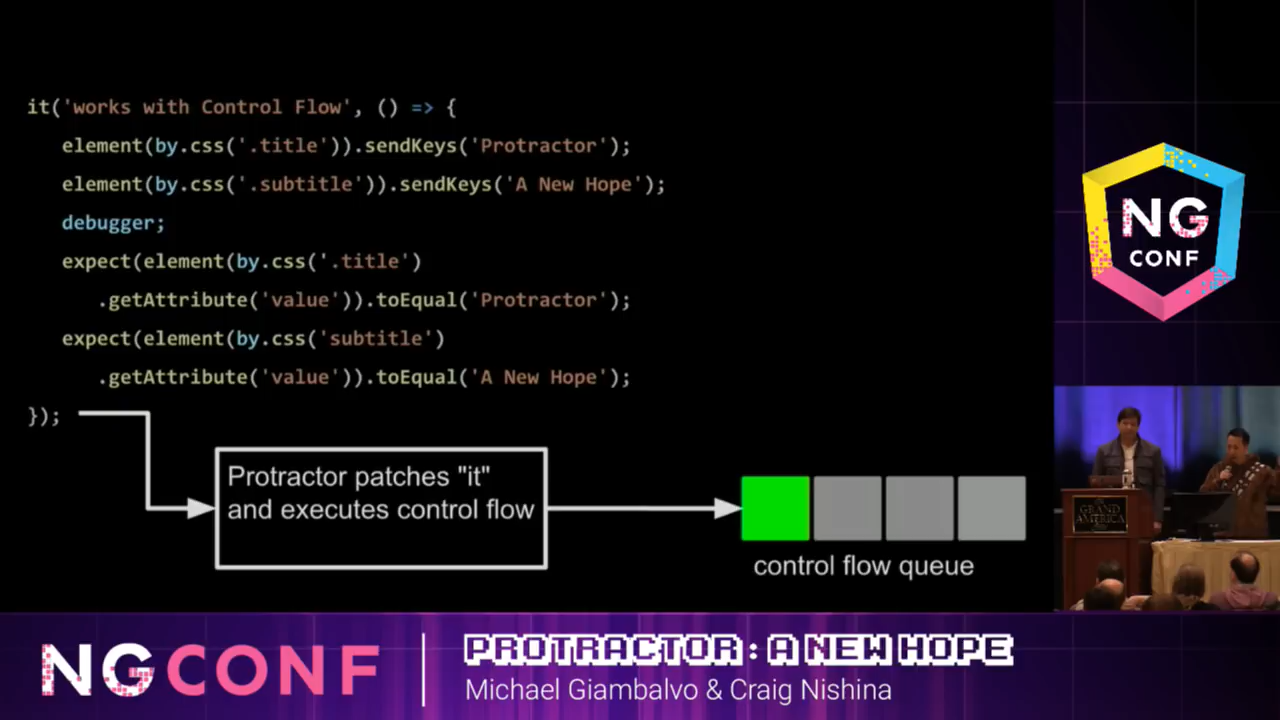 it('works with Control Flow', () => {
element(by.css('.title')).sendKeys('Protractor');
element(by.css('.subtitle')).sendKeys('A New Hope');
debugger;
expect(element(by.css('.title')
.getAttribute('value')).toEqual('Protractor');
expect(element(by.css('subtitle')
.getAttribute('value')).toEqual('A New Hope');
});
Protractor patches "it"
and executes control flow
control flow queue
NG
CONF
GRAND
AMERICA
NGCONF
PROTRACTOR: A NEW HOPE
Michael Giambalvo & Craig Nishina